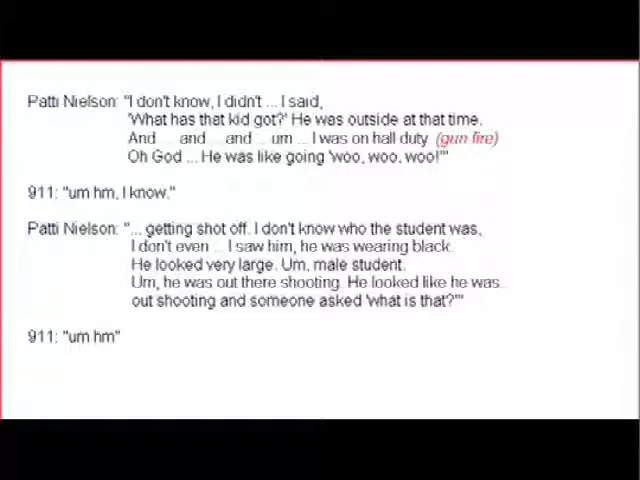 Patti Nielson: "I don't know, I didn't ... I said,
'What has that kid got?' He was outside at that time.
And ... and ... and ... um ... I was on hall duty. (gun fire)
Oh God ... He was like going 'woo, woo, woo!'"
911: "um hm, I know."
Patti Nielson: "... getting shot off. I don't know who the student was,
I don't even ... I saw him, he was wearing black.
He looked very large. Um, male student.
Um, he was out there shooting. He looked like he was
out shooting and someone asked 'what is that?'"
911: "um hm"